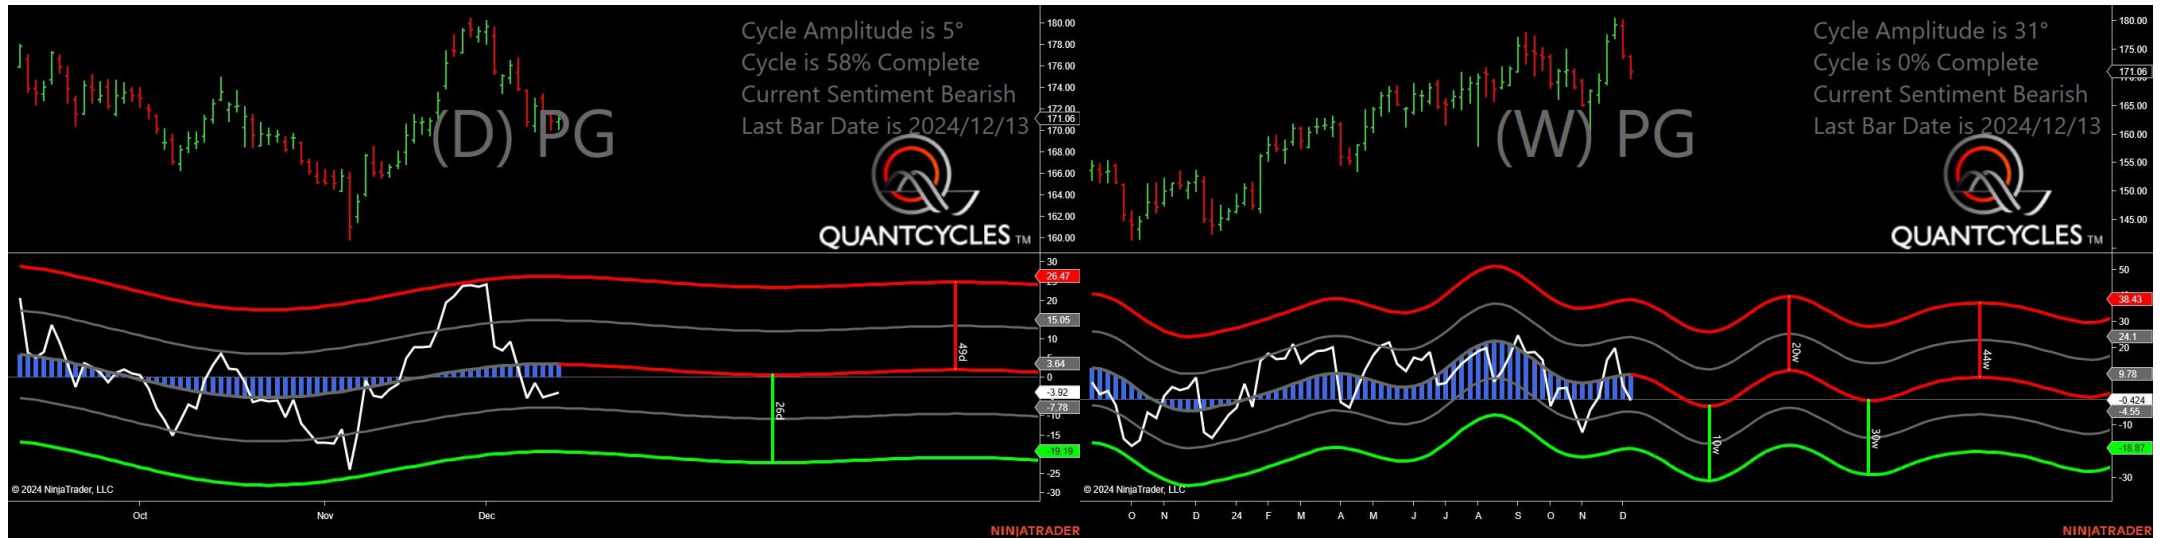 Cycle Amplitude is 5°
Cycle is 58% Complete
Current Sentiment Bearish
Last Bar Date is 2024/12/13
(D) PG
QUANTCYCLES TM
180.00
178.00
176.00
174.00
172.00
171.06
170.00
168.00
166.00
164.00
162.00
160.00
30
26.47
20
15.05
10
3.64
0
-3.92
-7.78
-10
-15
-19.19
-25
-30
49d
26d
© 2024 NinjaTrader, LLC
Oct
Nov
Dec
NINJATRADER
Cycle Amplitude is 31°
Cycle is 0% Complete
Current Sentiment Bearish
Last Bar Date is 2024/12/13
(W) PG
QUANTCYCLES TM
180.00
175.00
171.06
165.00
160.00
155.00
150.00
145.00
50
38.43
30
24.1
20
9.78
-0.424
-4.55
-10
-18.87
-30
20w
44w
10w
30w
© 2024 NinjaTrader, LLC
O
N
D
24
F
M
A
M
J
J
A
S
O
N
D
NINJATRADER